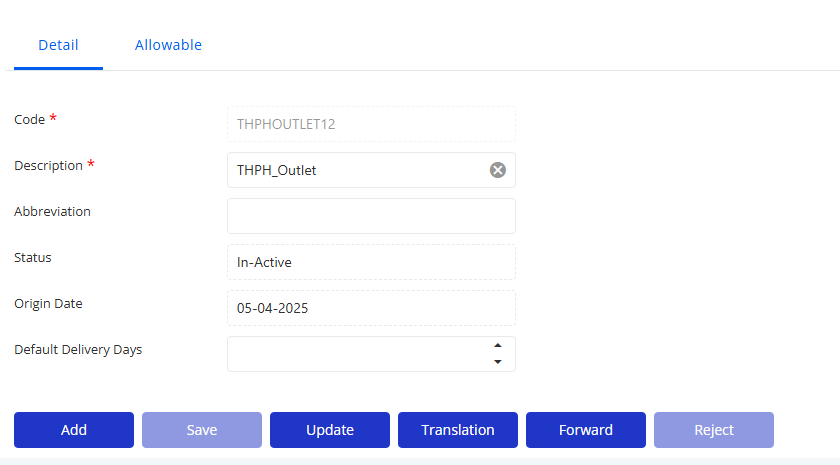 Detail Allowable
Code * THPHOUTLET12
Description * THPH_Outlet
Abbreviation
Status In-Active
Origin Date 05-04-2025
Default Delivery Days
Add Save Update Translation Forward Reject